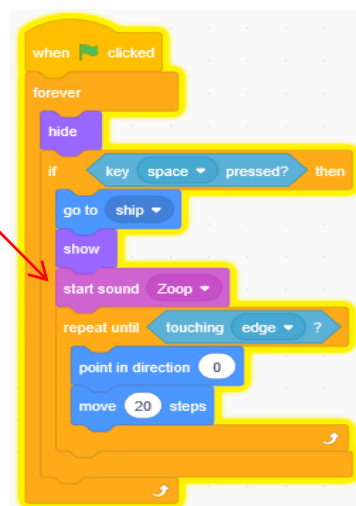 when clicked
forever
hide
if key space pressed? then
go to ship
show
start sound Zoop
repeat until touching edge ?
point in direction 0
move 20 steps